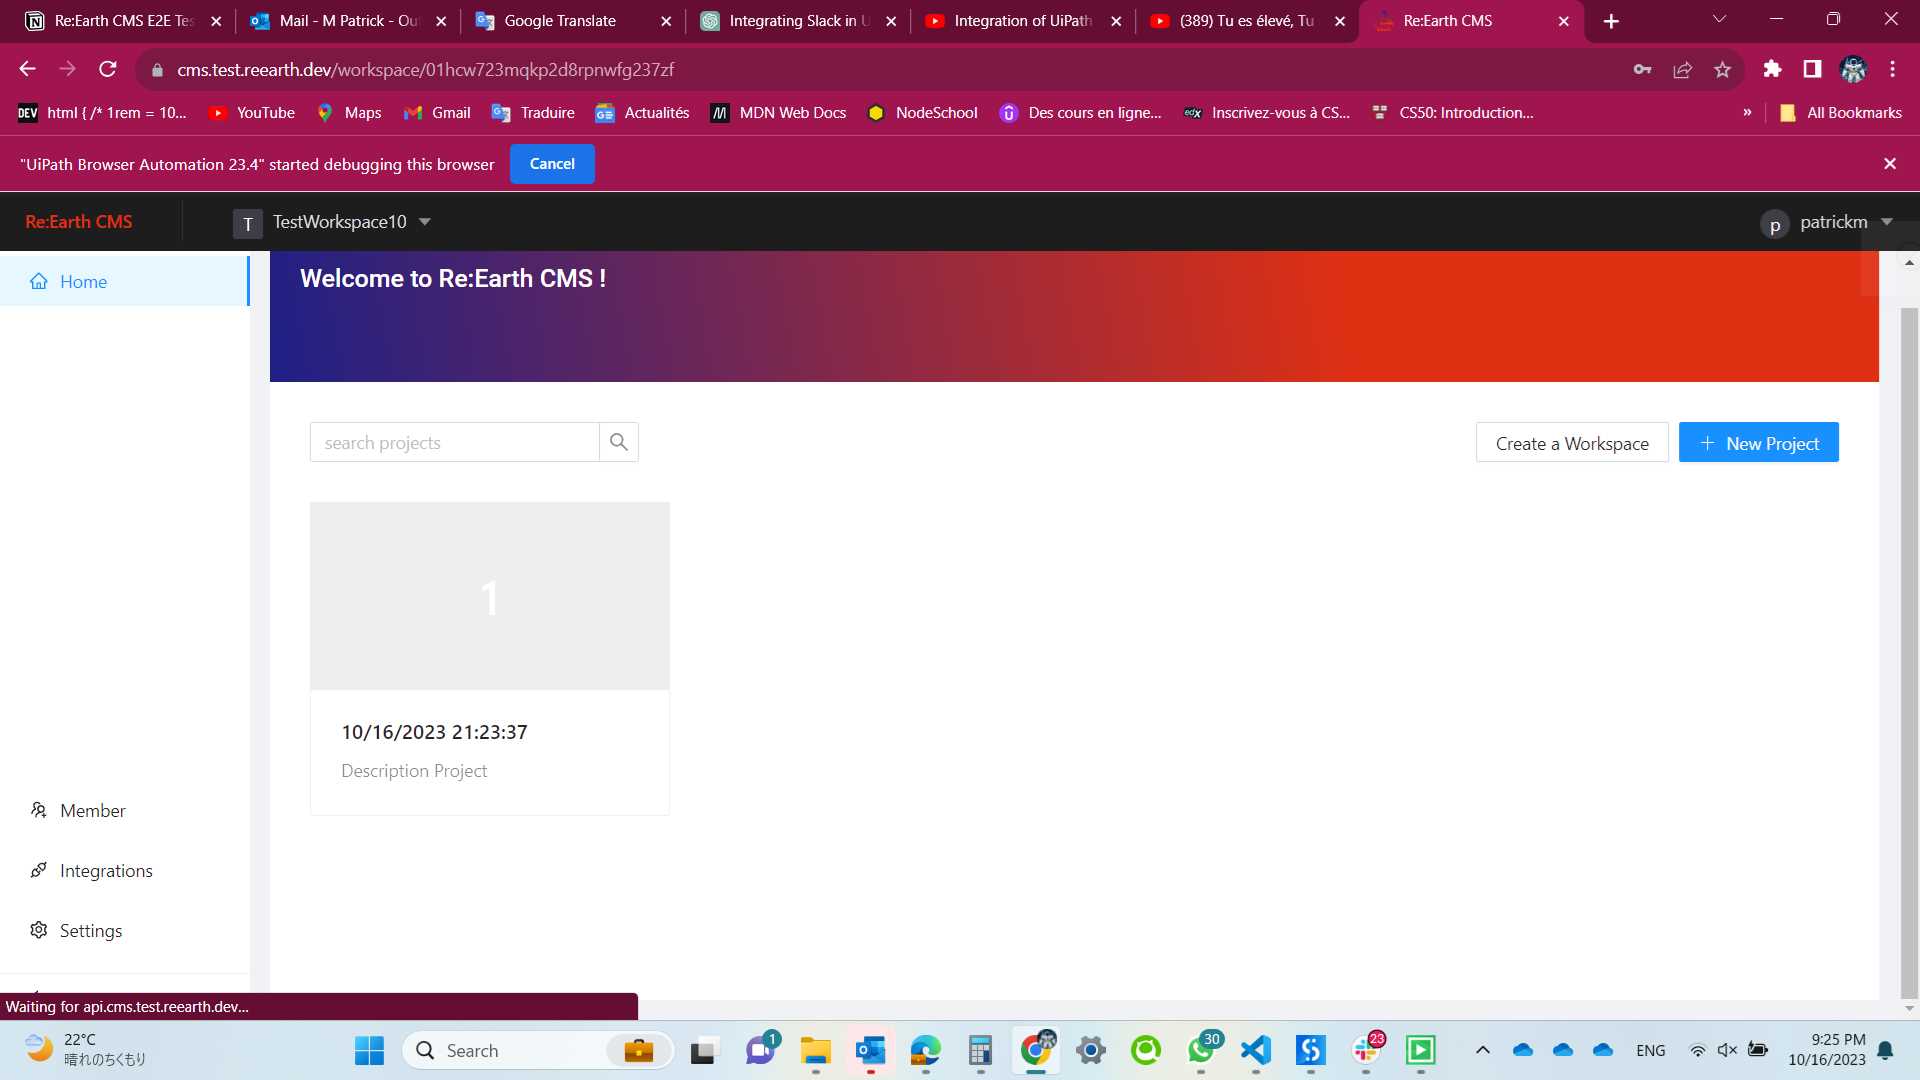 Re:Earth CMS E2E Tes
Mail - M Patrick - Out
Google Translate
Integrating Slack in U
Integration of UiPath
(389) Tu es élevé, Tu
Re:Earth CMS
cms.test.reearth.dev/workspace/01hcw723mqkp2d8rpnwfg237zf
DEV html { /* 1rem = 10...
YouTube
Maps
Gmail
Traduire
Actualités
MDN Web Docs
NodeSchool
Des cours en ligne...
edX Inscrivez-vous à CS...
CS50: Introduction...
»
All Bookmarks
"UiPath Browser Automation 23.4" started debugging this browser
Cancel
Re:Earth CMS
T TestWorkspace10
p patrickm
Home
Welcome to Re:Earth CMS !
search projects
Create a Workspace
+ New Project
1
10/16/2023 21:23:37
Description Project
Member
Integrations
Settings
Waiting for api.cms.test.reearth.dev...
22°C
晴れのちくもり
Search
1
30
23
ENG
9:25 PM
10/16/2023